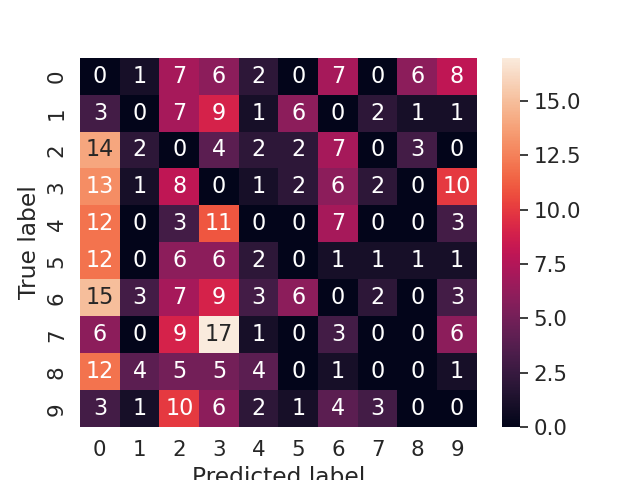 0 0 1 7 6 2 0 7 0 6 8
1 3 0 7 9 1 6 0 2 1 1 15.0
2 14 2 0 4 2 2 7 0 3 0 12.5
3 13 1 8 0 1 2 6 2 0 10 10.0
True label
4 12 0 3 11 0 0 7 0 0 3
5 12 0 6 6 2 0 1 1 1 1 7.5
6 15 3 7 9 3 6 0 2 0 3
7 6 0 9 17 1 0 3 0 0 6 5.0
8 12 4 5 5 4 0 1 0 0 1 2.5
9 3 1 10 6 2 1 4 3 0 0 0.0
0 1 2 3 4 5 6 7 8 9
Predicted label